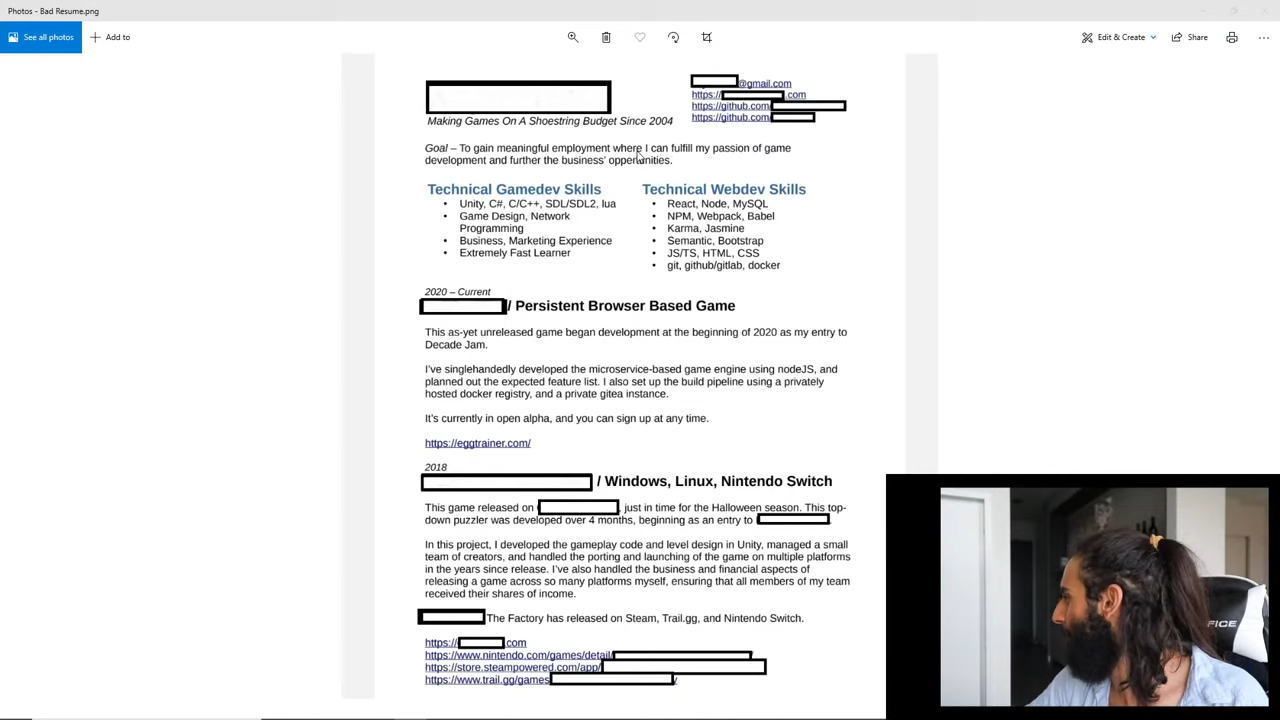 Photos - Bad Resume.png
See all photos
Add to
Edit & Create
Share
@gmail.com
https:// .com
https://github.com/
https://github.com/
Making Games On A Shoestring Budget Since 2004
Goal – To gain meaningful employment where I can fulfill my passion of game
development and further the business' opportunities.
Technical Gamedev Skills
• Unity, C#, C/C++, SDL/SDL2, lua
• Game Design, Network
Programming
• Business, Marketing Experience
• Extremely Fast Learner
Technical Webdev Skills
• React, Node, MySQL
• NPM, Webpack, Babel
• Karma, Jasmine
• Semantic, Bootstrap
• JS/TS, HTML, CSS
• git, github/gitlab, docker
2020 – Current
/ Persistent Browser Based Game
This as-yet unreleased game began development at the beginning of 2020 as my entry to
Decade Jam.
I've singlehandedly developed the microservice-based game engine using nodeJS, and
planned out the expected feature list. I also set up the build pipeline using a privately
hosted docker registry, and a private gitea instance.
It's currently in open alpha, and you can sign up at any time.
https://eggtrainer.com/
2018
/ Windows, Linux, Nintendo Switch
This game released on , just in time for the Halloween season. This top-
down puzzler was developed over 4 months, beginning as an entry to .
In this project, I developed the gameplay code and level design in Unity, managed a small
team of creators, and handled the porting and launching of the game on multiple platforms
in the years since release. I've also handled the business and financial aspects of
releasing a game across so many platforms myself, ensuring that all members of my team
received their shares of income.
The Factory has released on Steam, Trail.gg, and Nintendo Switch.
https:// .com
https://www.nintendo.com/games/detail/
https://store.steampowered.com/app/
https://www.trail.gg/games
FICE